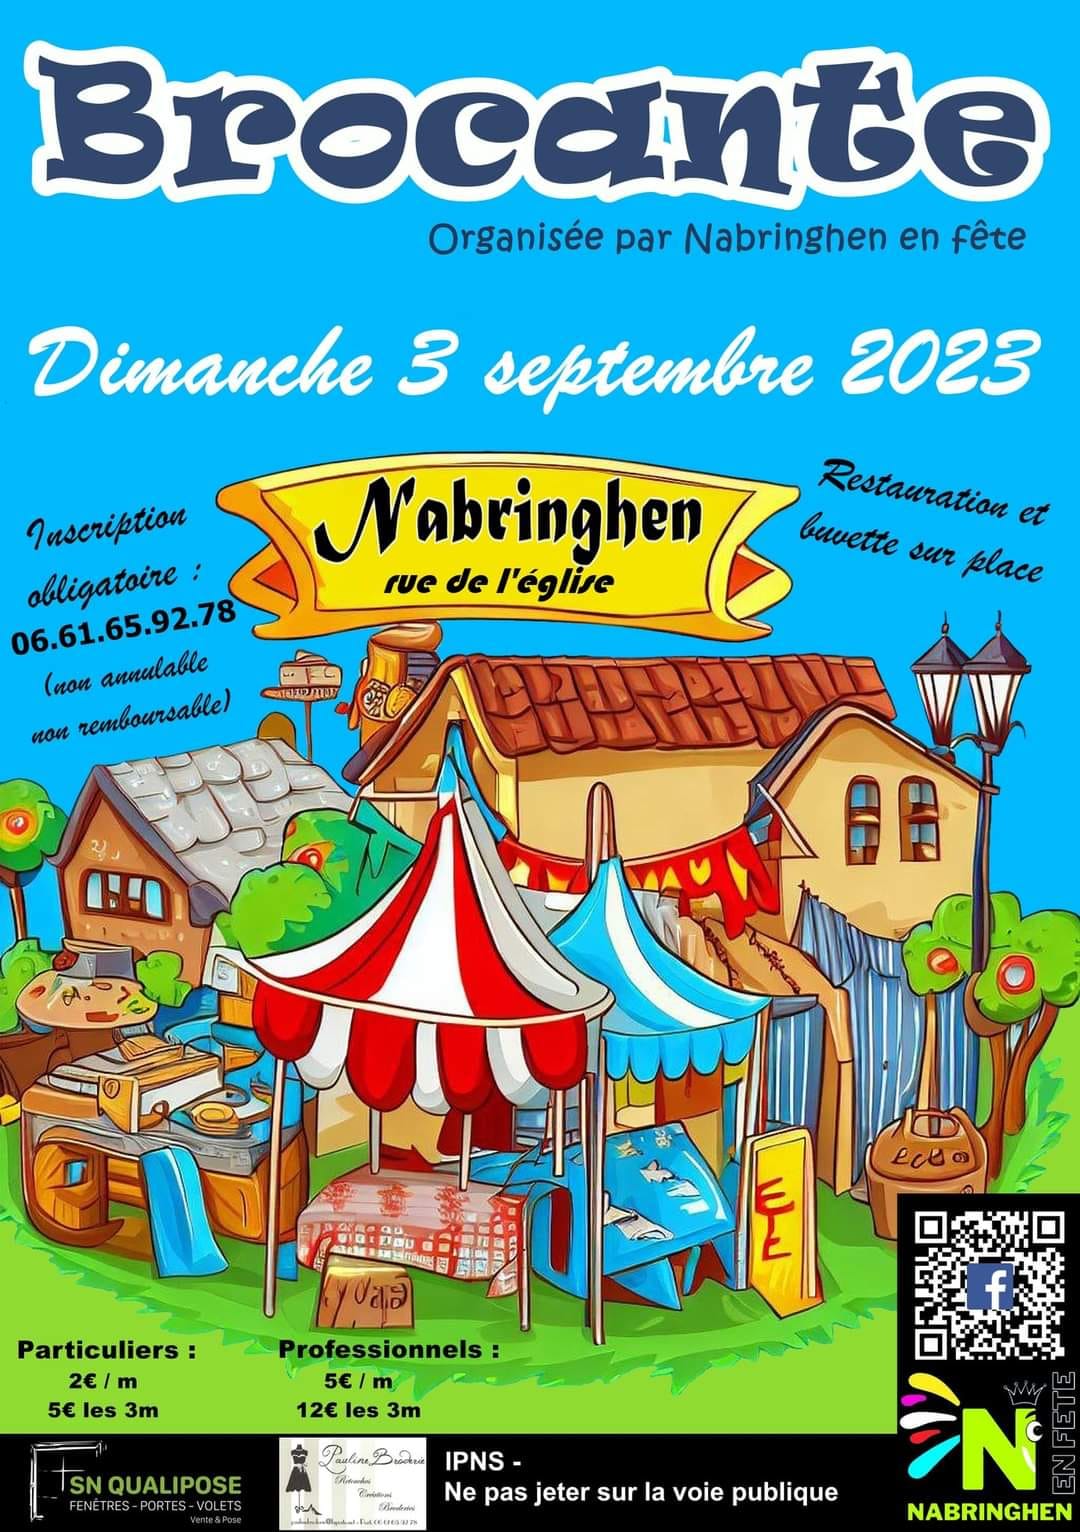 Brocante
Organisée par Nabringhen en fête
Dimanche 3 septembre 2023
Nabringhen
rue de l'église
Inscription
obligatoire :
06.61.65.92.78
(non annulable
non remboursable)
Restauration et
buvette sur place
Particuliers :
2€ / m
5€ les 3m
Professionnels :
5€ / m
12€ les 3m
SN QUALIPOSE
FENÊTRES - PORTES - VOLETS
Vente & Pose
Pauline Broderie
Retouches
Créations
Broderies
IPNS -
Ne pas jeter sur la voie publique
N
EN FETE
NABRINGHEN